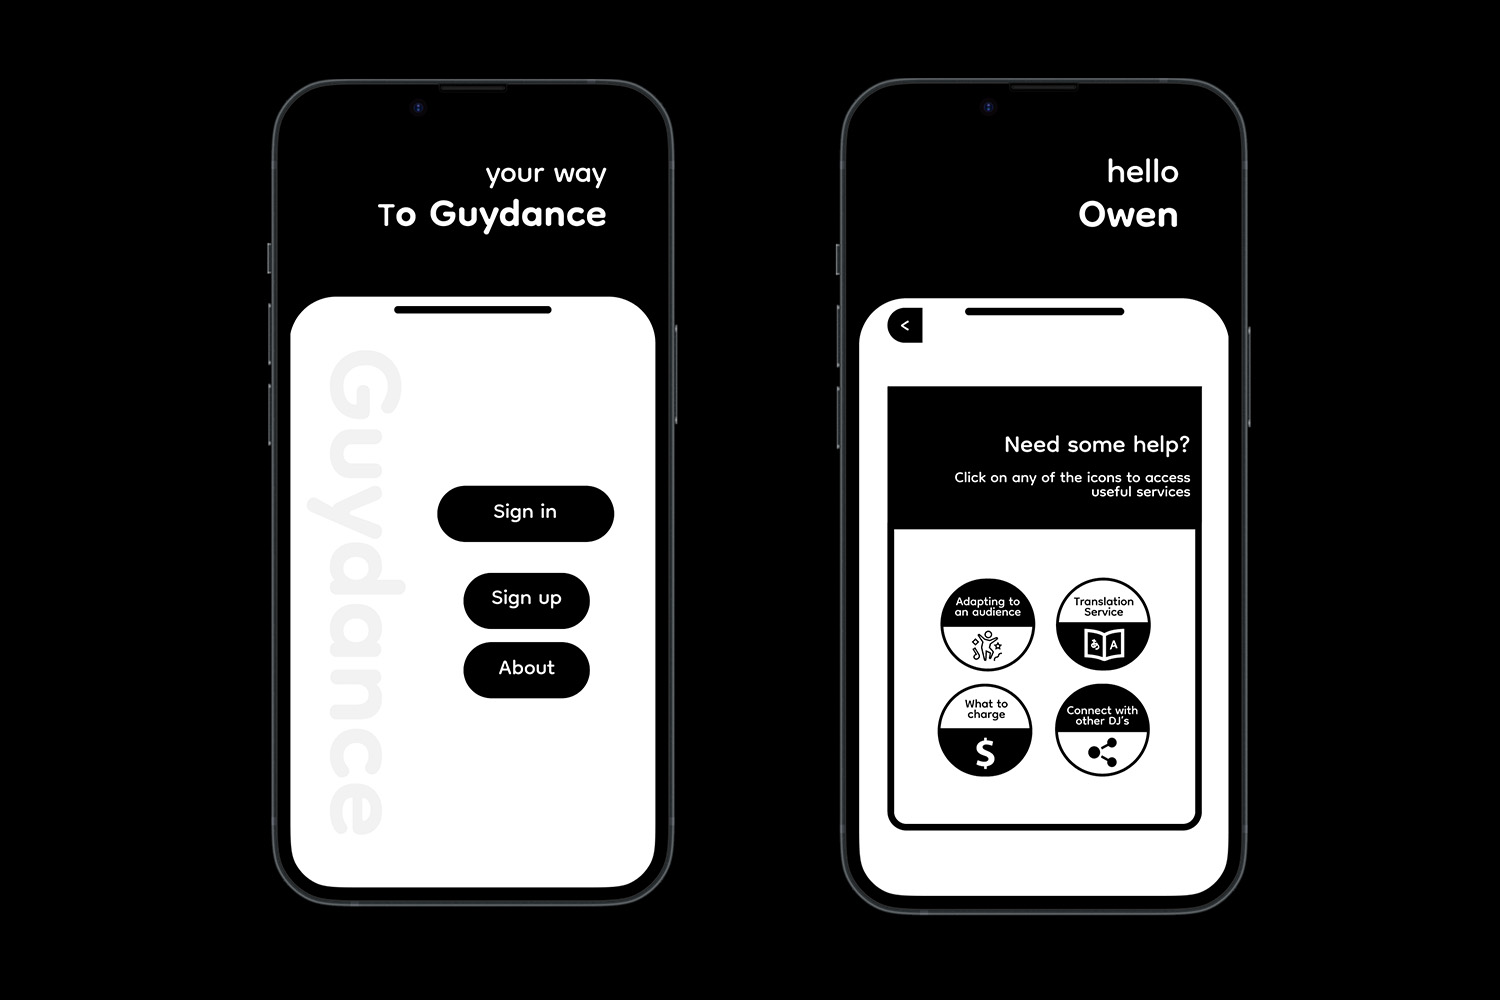 your way
To Guydance
Guydance
Sign in
Sign up
About
hello
Owen
<
Need some help?
Click on any of the icons to access
useful services
Adapting to
an audience
Translation
Service
A
What to
charge
$
Connect with
other DJ's